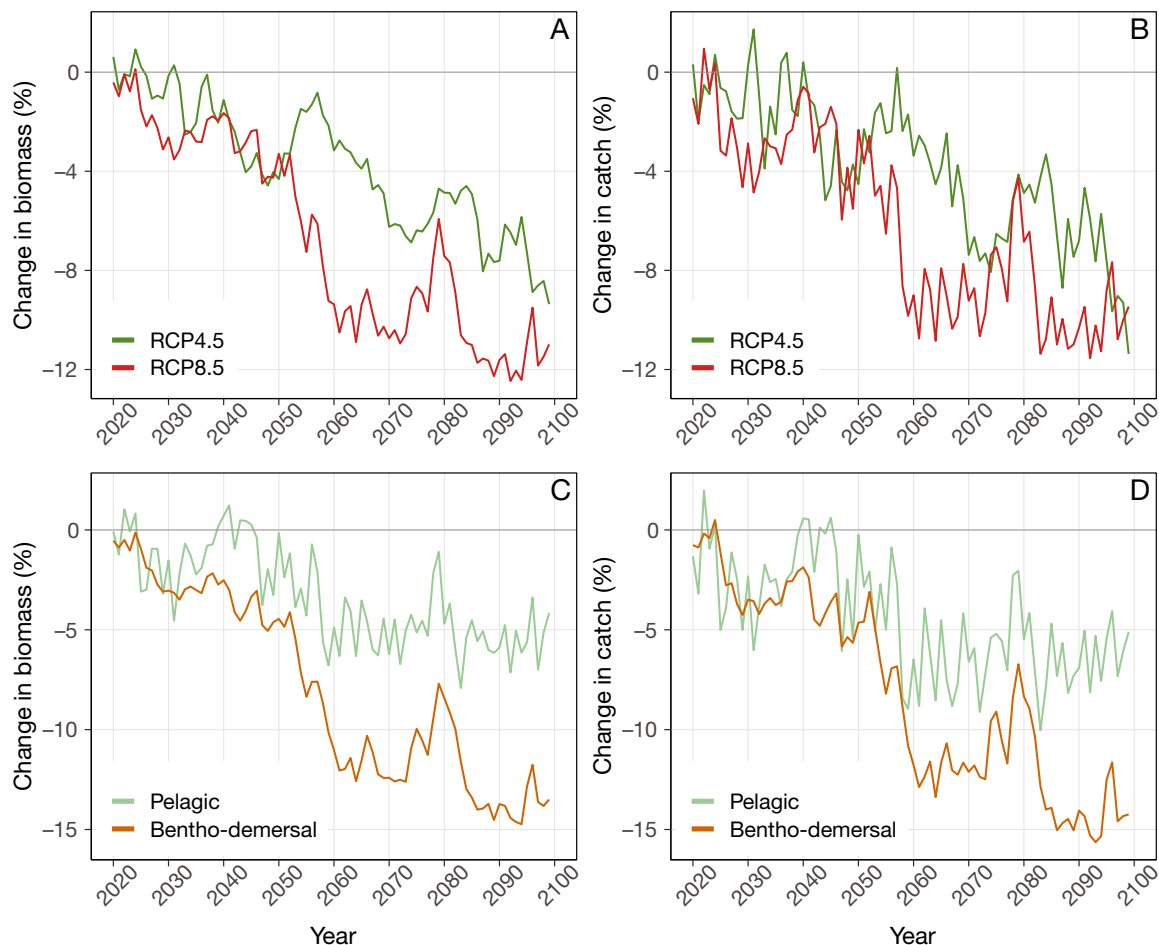 A
B
Change in biomass (%)
0
−4
−8
−12
RCP4.5
RCP8.5
2020 2030 2040 2050 2060 2070 2080 2090 2100
Change in catch (%)
0
−4
−8
−12
RCP4.5
RCP8.5
2020 2030 2040 2050 2060 2070 2080 2090 2100
C
D
Change in biomass (%)
0
−5
−10
−15
Pelagic
Bentho-demersal
2020 2030 2040 2050 2060 2070 2080 2090 2100
Year
Change in catch (%)
0
−5
−10
−15
Pelagic
Bentho-demersal
2020 2030 2040 2050 2060 2070 2080 2090 2100
Year